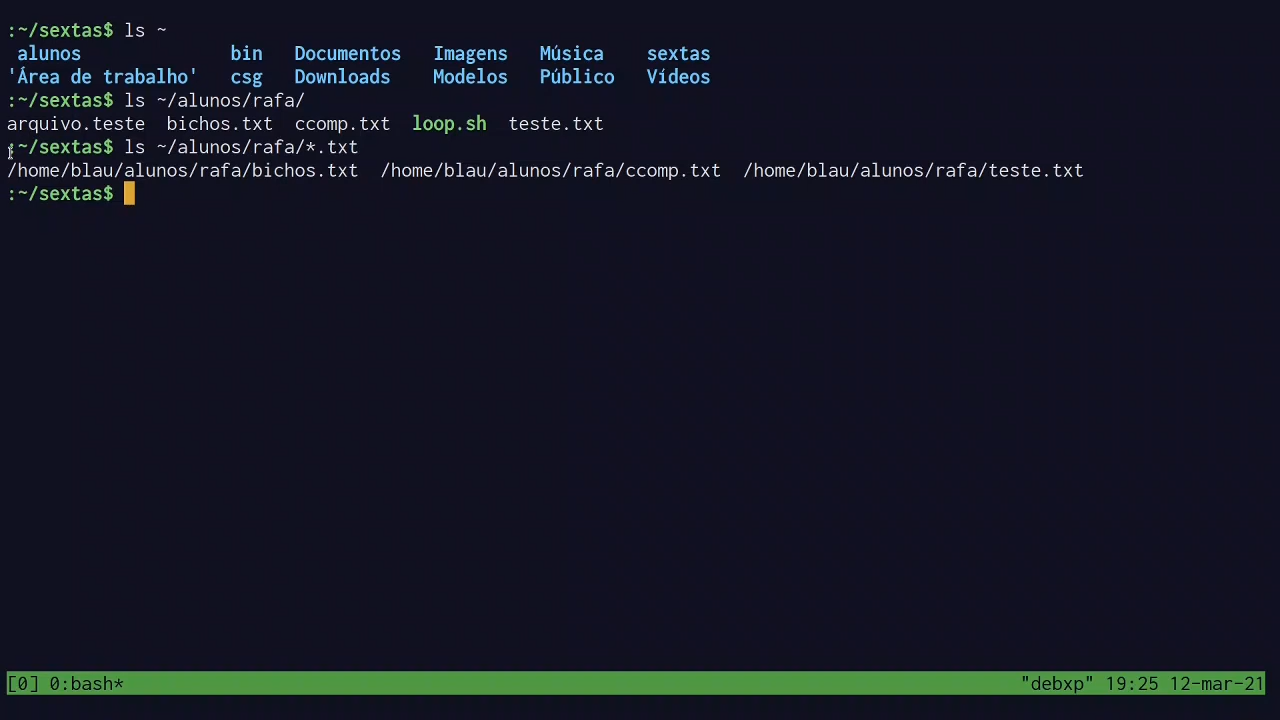 :~/sextas$ ls ~
 alunos              bin  Documentos   Imagens  Música   sextas
'Área de trabalho'   csg  Downloads    Modelos  Público  Vídeos
:~/sextas$ ls ~/alunos/rafa/
arquivo.teste  bichos.txt  ccomp.txt  loop.sh  teste.txt
:~/sextas$ ls ~/alunos/rafa/*.txt
/home/blau/alunos/rafa/bichos.txt  /home/blau/alunos/rafa/ccomp.txt  /home/blau/alunos/rafa/teste.txt
:~/sextas$
[0] 0:bash* "debxp" 19:25 12-mar-21